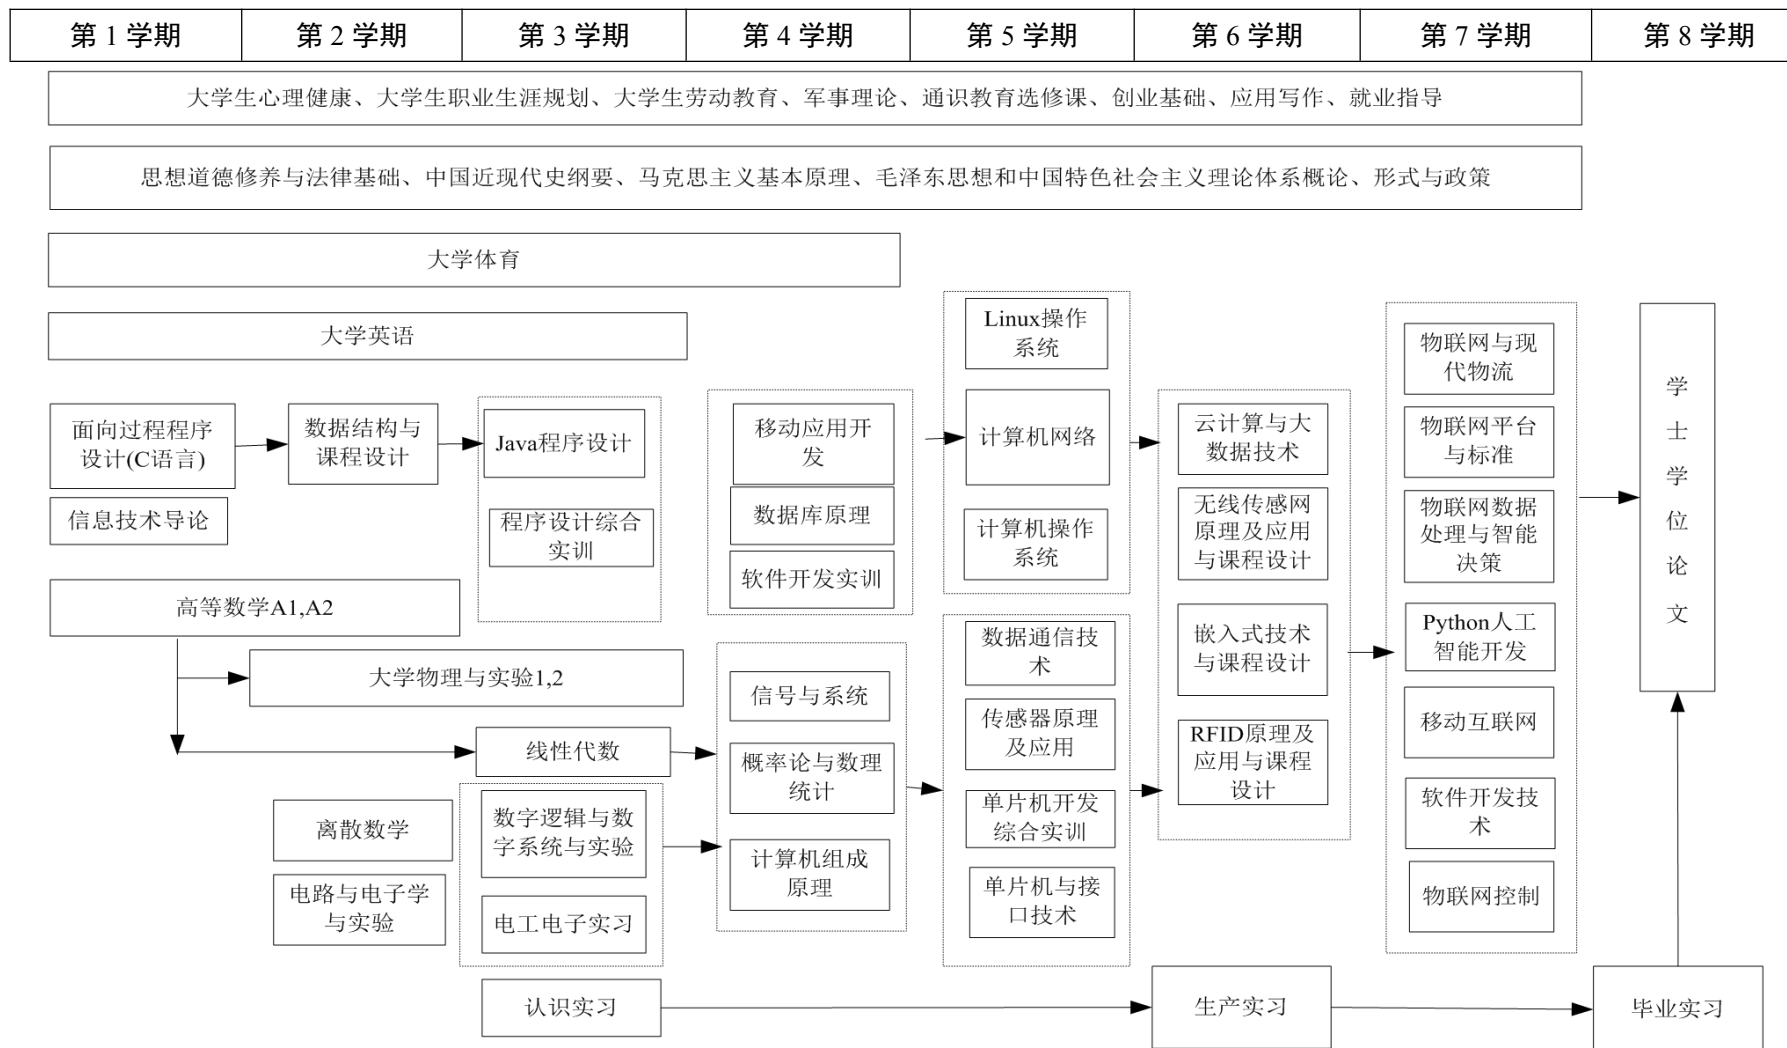 第 1 学期
第 2 学期
第 3 学期
第 4 学期
第 5 学期
第 6 学期
第 7 学期
第 8 学期
大学生心理健康、大学生职业生涯规划、大学生劳动教育、军事理论、通识教育选修课、创业基础、应用写作、就业指导
思想道德修养与法律基础、中国近现代史纲要、马克思主义基本原理、毛泽东思想和中国特色社会主义理论体系概论、形式与政策
大学体育
大学英语
面向过程程序
设计(C语言)
信息技术导论
数据结构与
课程设计
Java程序设计
程序设计综合
实训
高等数学A1,A2
大学物理与实验1,2
线性代数
离散数学
电路与电子学
与实验
数字逻辑与数
字系统与实验
电工电子实习
认识实习
移动应用开
发
数据库原理
软件开发实训
信号与系统
概率论与数理
统计
计算机组成
原理
Linux操作
系统
计算机网络
计算机操作
系统
数据通信技
术
传感器原理
及应用
单片机开发
综合实训
单片机与接
口技术
云计算与大
数据技术
无线传感网
原理及应用
与课程设计
嵌入式技术
与课程设计
RFID原理及
应用与课程
设计
生产实习
物联网与现
代物流
物联网平台
与标准
物联网数据
处理与智能
决策
Python人工
智能开发
移动互联网
软件开发技
术
物联网控制
学
士
学
位
论
文
毕业实习